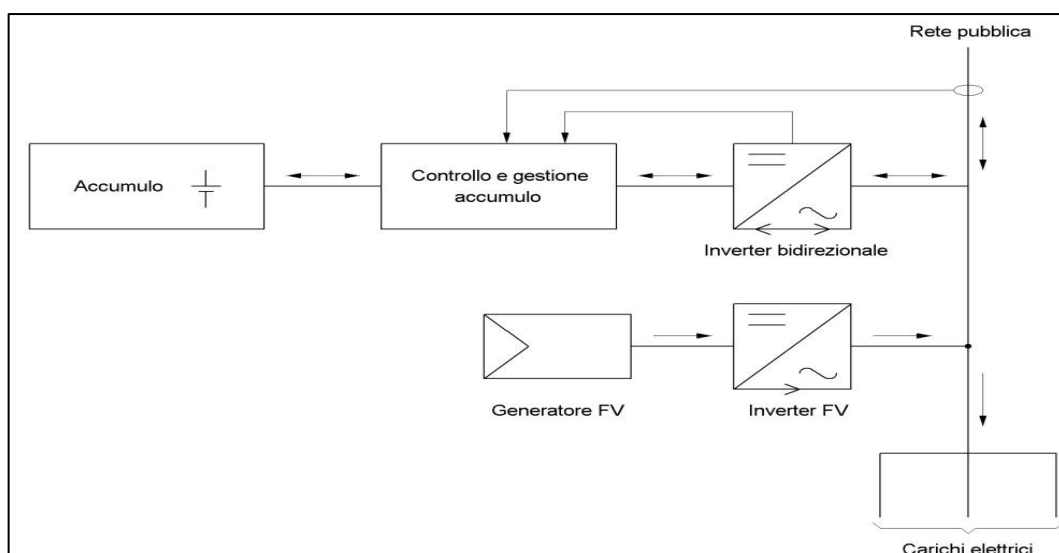 Rete pubblica
Accumulo
Controllo e gestione
accumulo
Inverter bidirezionale
Generatore FV
Inverter FV
Carichi elettrici